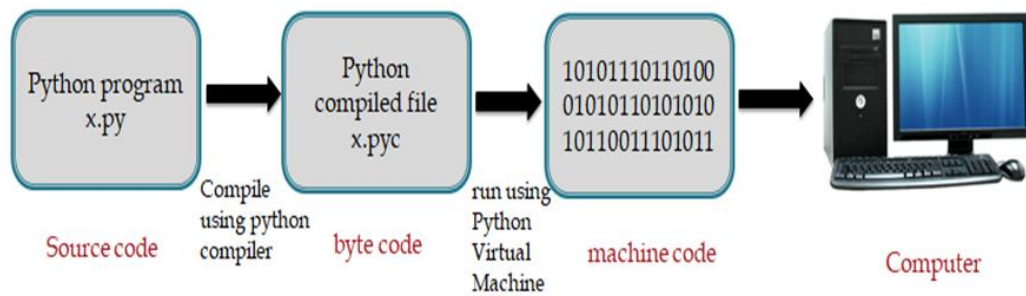 Python program
x.py
Compile
using python
compiler
Source code
Python
compiled file
x.pyc
run using
Python
Virtual
Machine
byte code
10101110110100
01010110101010
10110011101011
machine code
Computer